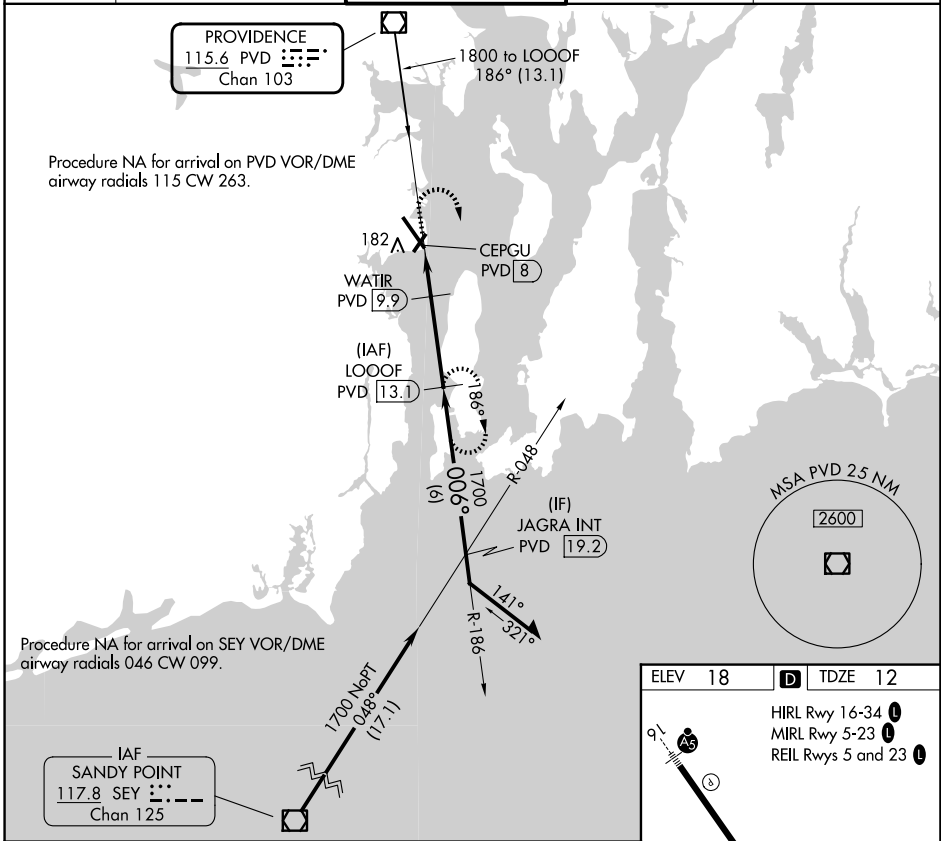 PROVIDENCE
115.6 PVD
Chan 103
1800 to LOOOF
186° (13.1)
Procedure NA for arrival on PVD VOR/DME
airway radials 115 CW 263.
182
CEPGU
PVD 8
WATIR
PVD 9.9
(IAF)
LOOOF
PVD 13.1
186°
1700
006°
(6)
R-048
(IF)
JAGRA INT
PVD 19.2
MSA PVD 25 NM
2600
141°
321°
R-186
Procedure NA for arrival on SEY VOR/DME
airway radials 046 CW 099.
1700 NoPT
048°
(17.1)
IAF
SANDY POINT
117.8 SEY
Chan 125
ELEV 18 D TDZE 12
HIRL Rwy 16-34 L
MIRL Rwy 5-23 L
REIL Rwys 5 and 23 L
16
A5
P